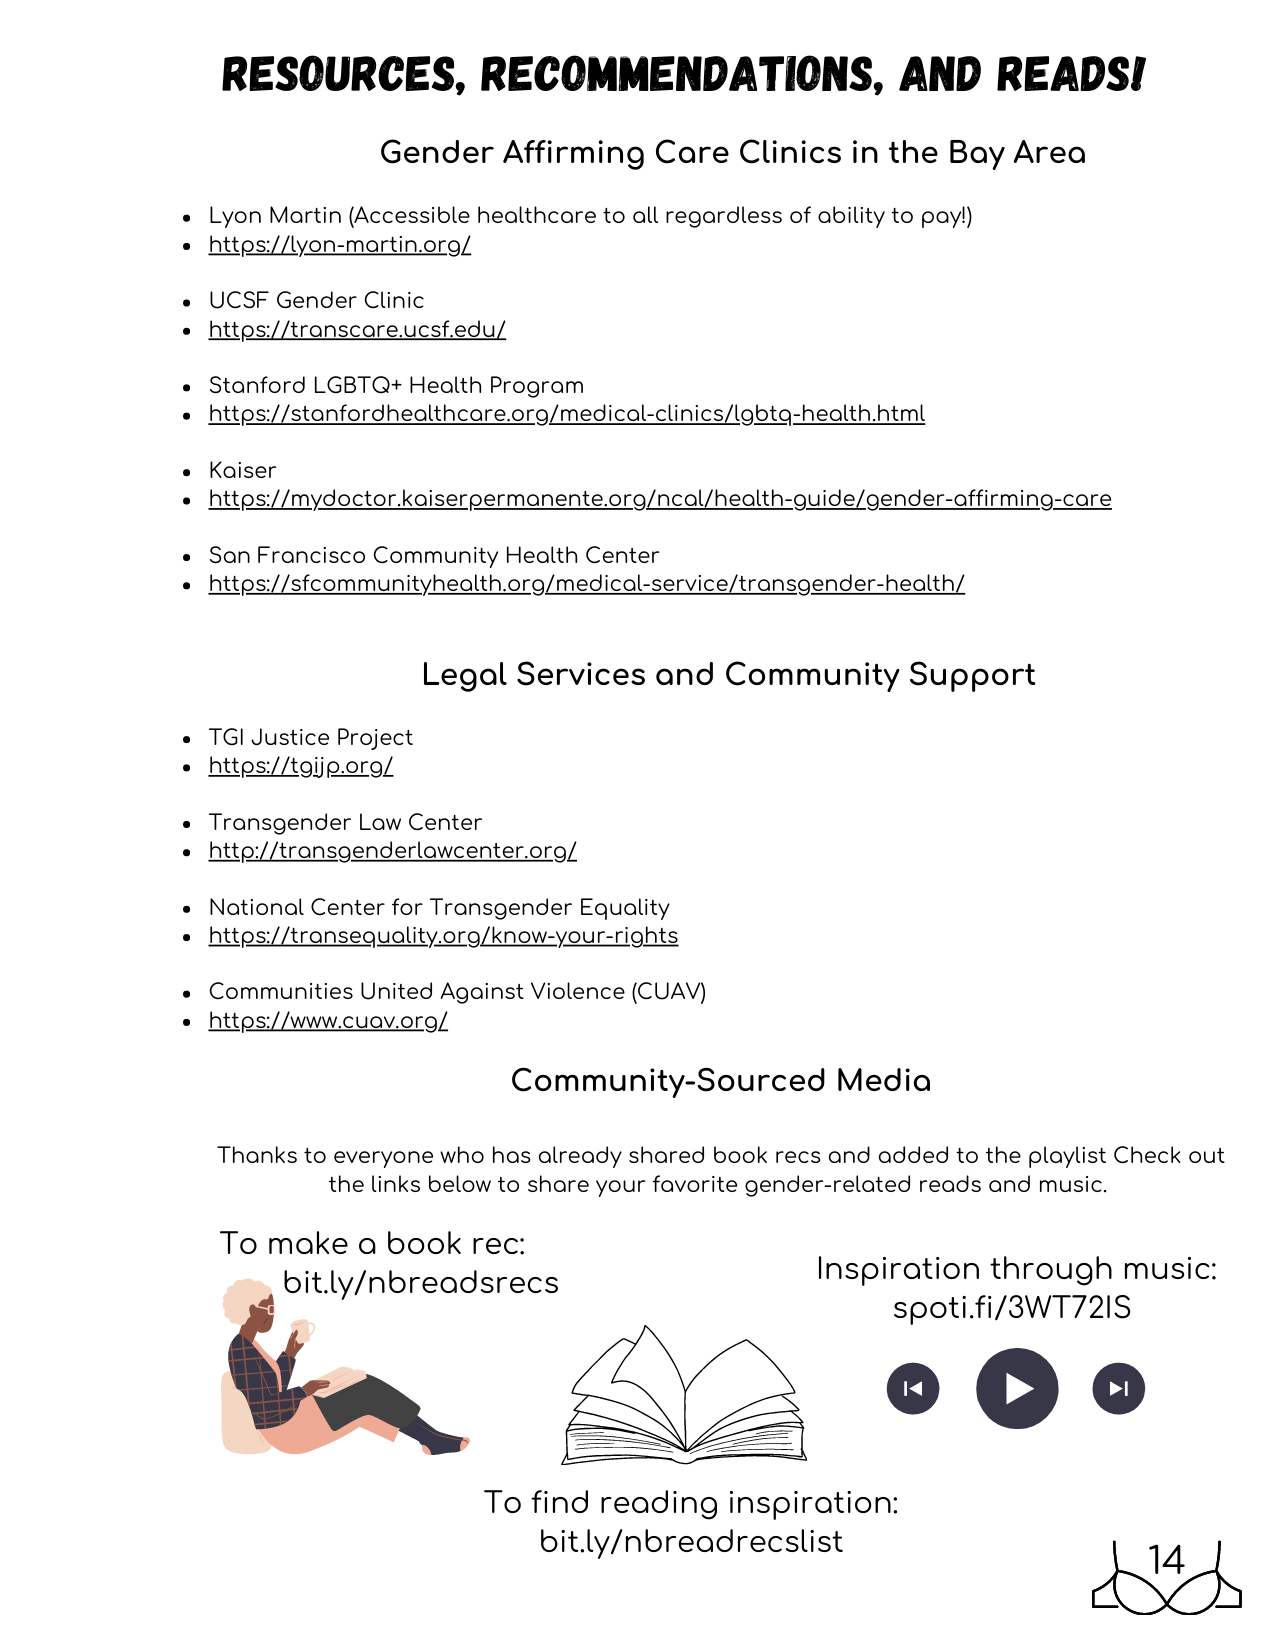 RESOURCES, RECOMMENDATIONS, AND READS!
Gender Affirming Care Clinics in the Bay Area
• Lyon Martin (Accessible healthcare to all regardless of ability to pay!)
• https://lyon-martin.org/
• UCSF Gender Clinic
• https://transcare.ucsf.edu/
• Stanford LGBTQ+ Health Program
• https://stanfordhealthcare.org/medical-clinics/lgbtq-health.html
• Kaiser
• https://mydoctor.kaiserpermanente.org/ncal/health-guide/gender-affirming-care
• San Francisco Community Health Center
• https://sfcommunityhealth.org/medical-service/transgender-health/
Legal Services and Community Support
• TGI Justice Project
• https://tgijp.org/
• Transgender Law Center
• http://transgenderlawcenter.org/
• National Center for Transgender Equality
• https://transequality.org/know-your-rights
• Communities United Against Violence (CUAV)
• https://www.cuav.org/
Community-Sourced Media
Thanks to everyone who has already shared book recs and added to the playlist Check out
the links below to share your favorite gender-related reads and music.
To make a book rec:
bit.ly/nbreadsrecs
Inspiration through music:
spoti.fi/3WT72IS
To find reading inspiration:
bit.ly/nbreadrecslist
14